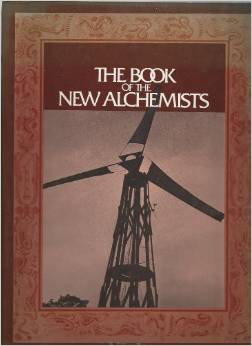 THE BOOK
OF THE
NEW ALCHEMISTS